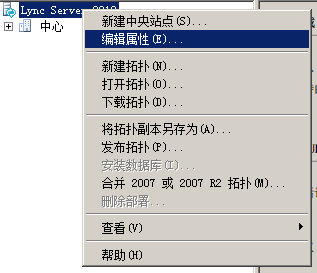 Lync Server 2010
中心
新建中央站点(S)...
编辑属性(E)...
新建拓扑(N)...
打开拓扑(O)...
下载拓扑(D)...
将拓扑副本另存为(A)...
发布拓扑(P)...
安装数据库(I)...
合并 2007 或 2007 R2 拓扑(M)...
删除部署...
查看(V)
帮助(H)